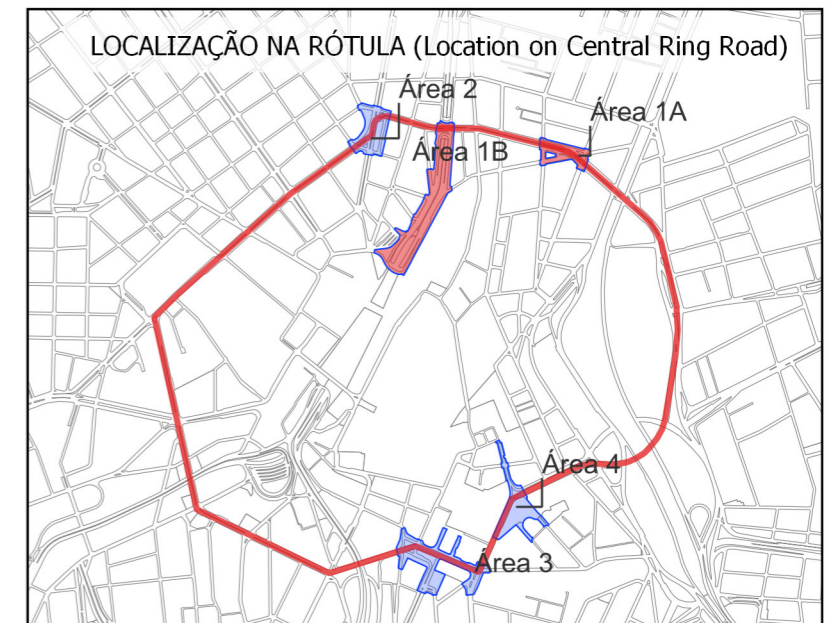 LOCALIZAÇÃO NA RÓTULA (Location on Central Ring Road)
Área 2
Área 1A
Área 1B
Área 4
Área 3